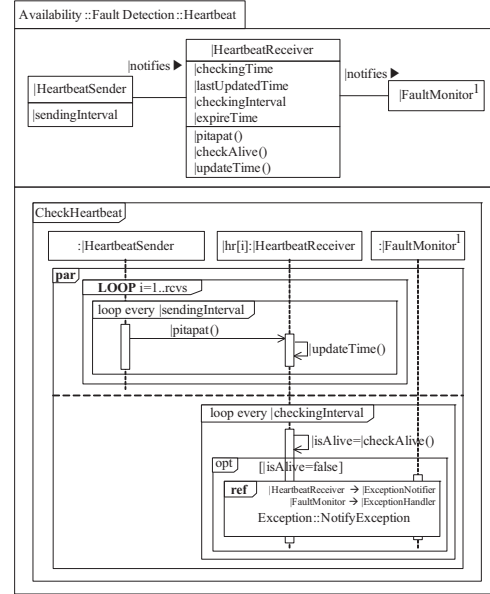 Availability::Fault Detection::Heartbeat
|HeartbeatReceiver
|notifies ▶
|checkingTime
|lastUpdatedTime
|checkingInterval
|expireTime
|notifies ▶
|HeartbeatSender
|sendingInterval
|FaultMonitor1
|pitapat()
|checkAlive()
|updateTime()
CheckHeartbeat
:|HeartbeatSender
|hr[i]:|HeartbeatReceiver
:|FaultMonitor1
par
LOOP i=1..rcvs
loop every |sendingInterval
|pitapat()
|updateTime()
loop every |checkingInterval
|isAlive=|checkAlive()
opt
[|isAlive=false]
ref
|HeartbeatReceiver → |ExceptionNotifier
|FaultMonitor → |ExceptionHandler
Exception::NotifyException